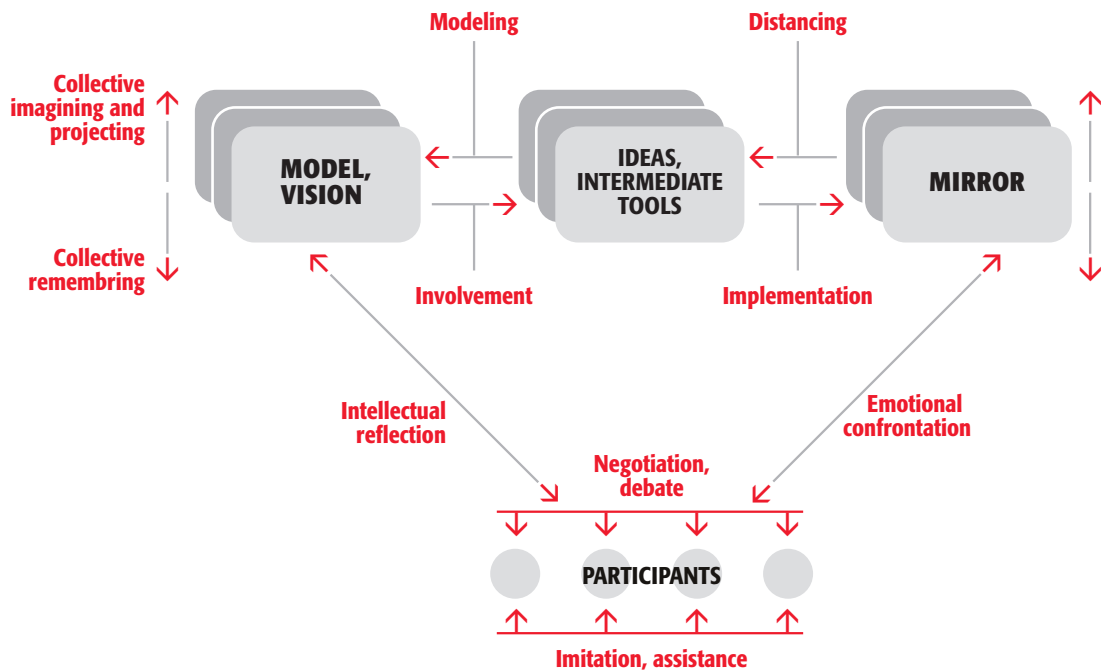 Modeling
Distancing
Collective
imagining and
projecting
MODEL,
VISION
IDEAS,
INTERMEDIATE
TOOLS
MIRROR
Collective
remembring
Involvement
Implementation
Intellectual
reflection
Emotional
confrontation
Negotiation,
debate
PARTICIPANTS
Imitation, assistance